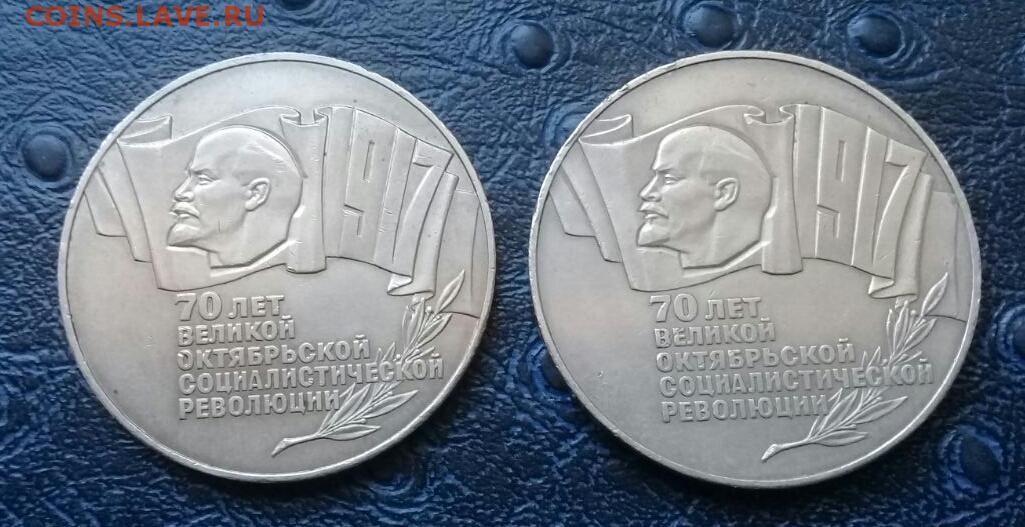 COINS.LAVE.RU
1917
70 ЛЕТ
ВЕЛИКОЙ
ОКТЯБРЬСКОЙ
СОЦИАЛИСТИЧЕСКОЙ
РЕВОЛЮЦИИ
1917
70 ЛЕТ
ВЕЛИКОЙ
ОКТЯБРЬСКОЙ
СОЦИАЛИСТИЧЕСКОЙ
РЕВОЛЮЦИИ